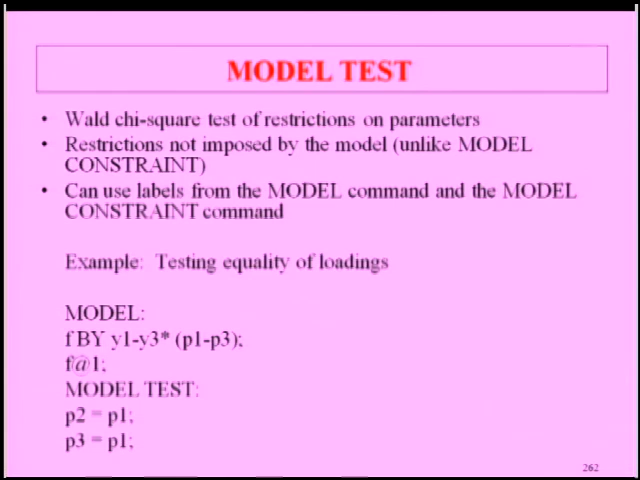 MODEL TEST
• Wald chi-square test of restrictions on parameters
• Restrictions not imposed by the model (unlike MODEL
CONSTRAINT)
• Can use labels from the MODEL command and the MODEL
CONSTRAINT command
Example: Testing equality of loadings
MODEL:
f BY y1-y3* (p1-p3);
f@1;
MODEL TEST:
p2 = p1;
p3 = p1;
262